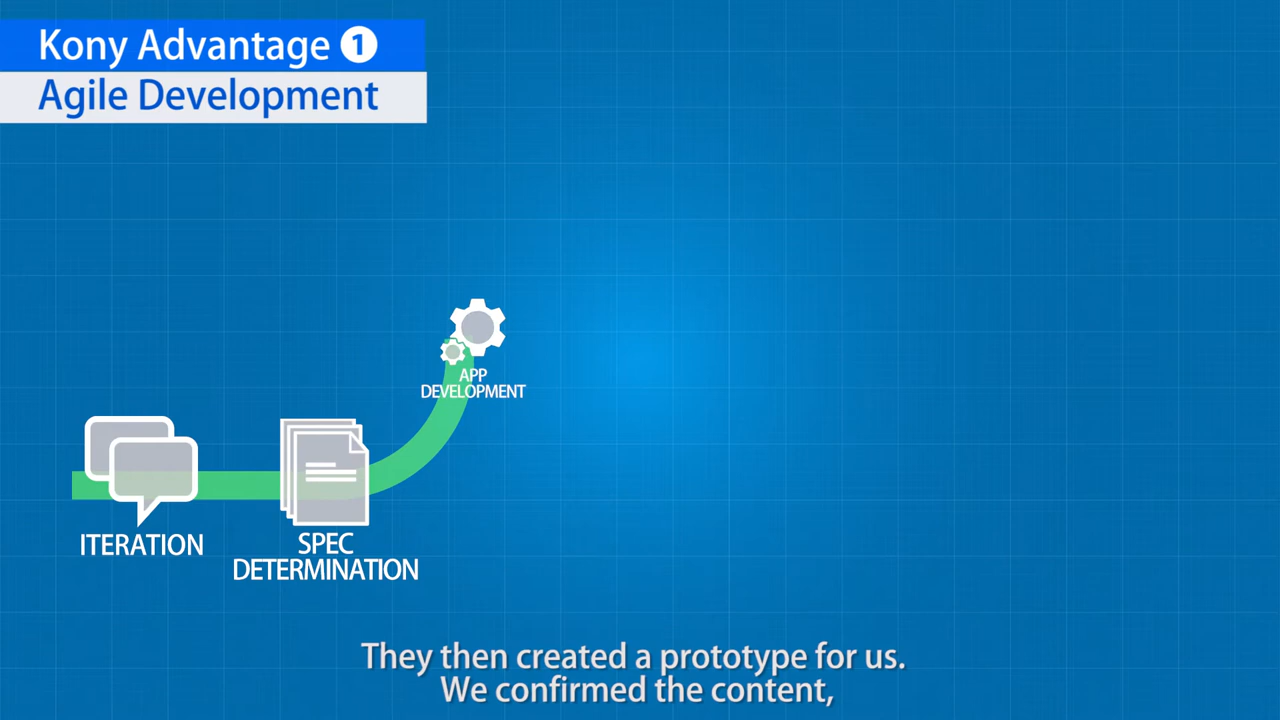 Kony Advantage 1
Agile Development
APP
DEVELOPMENT
ITERATION
SPEC
DETERMINATION
They then created a prototype for us.
We confirmed the content,